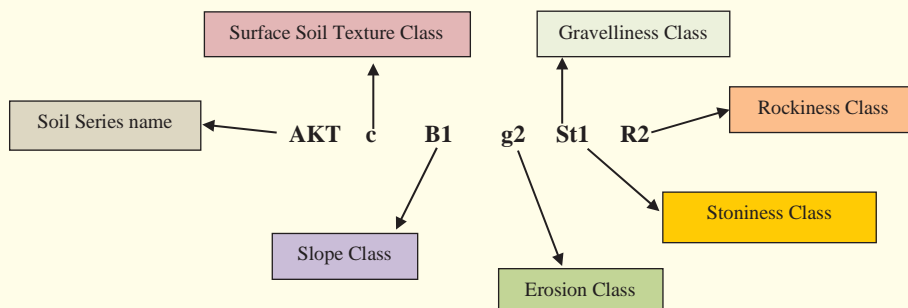 Surface Soil Texture Class
Gravelliness Class
Soil Series name
Rockiness Class
AKT c B1 g2 St1 R2
Stoniness Class
Slope Class
Erosion Class